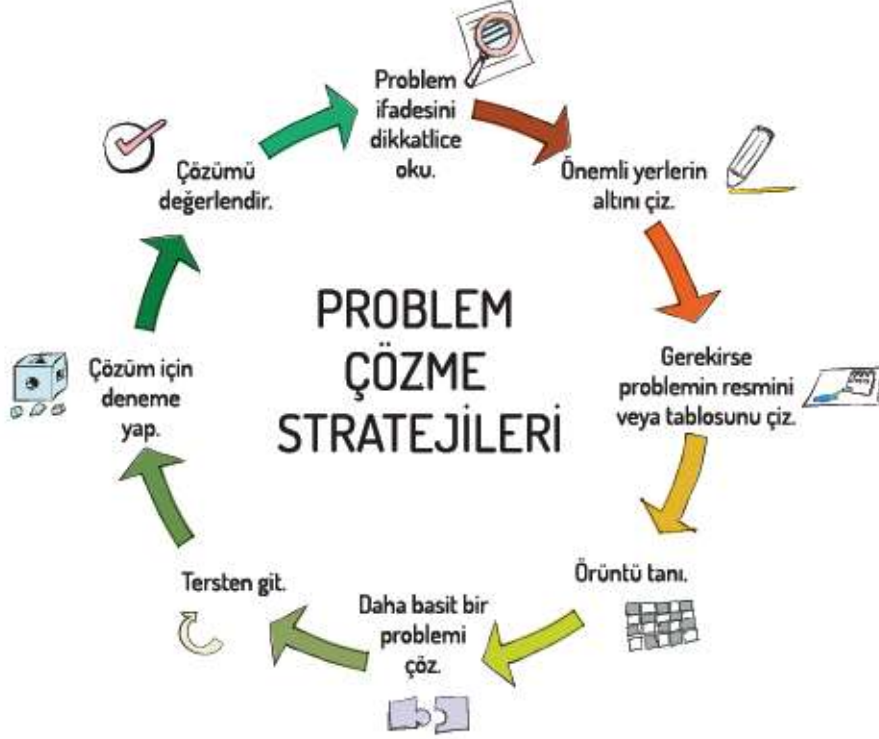 Problem
ifadesini
dikkatlice
oku.
Önemli yerlerin
altını çiz.
Gerekirse
problemin resmini
veya tablosunu çiz.
Örüntü tanı.
Daha basit bir
problemi
çöz.
Tersten git.
Çözüm için
deneme
yap.
Çözümü
değerlendir.
PROBLEM
ÇÖZME
STRATEJİLERİ